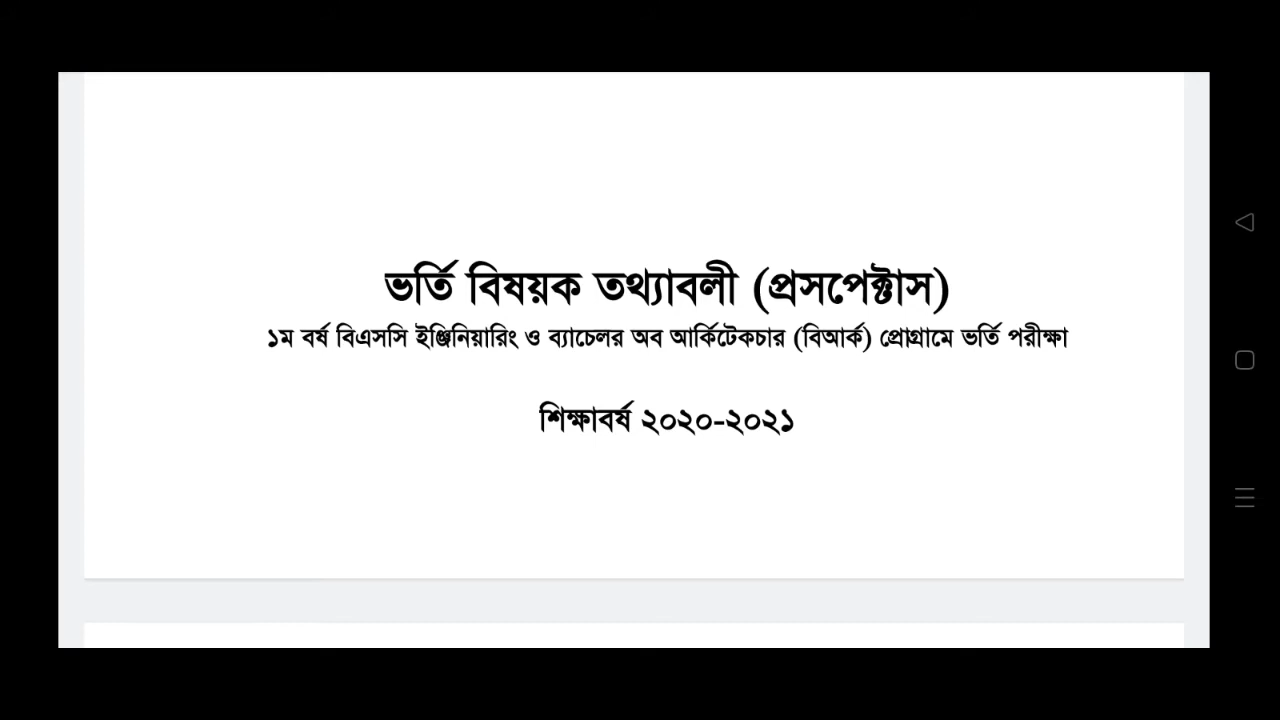 ভর্তি বিষয়ক তথ্যাবলী (প্রসপেক্টাস)
১ম বর্ষ বিএসসি ইঞ্জিনিয়ারিং ও ব্যাচেলর অব আর্কিটেকচার (বিআর্ক) প্রোগ্রামে ভর্তি পরীক্ষা
শিক্ষাবর্ষ ২০২০-২০২১